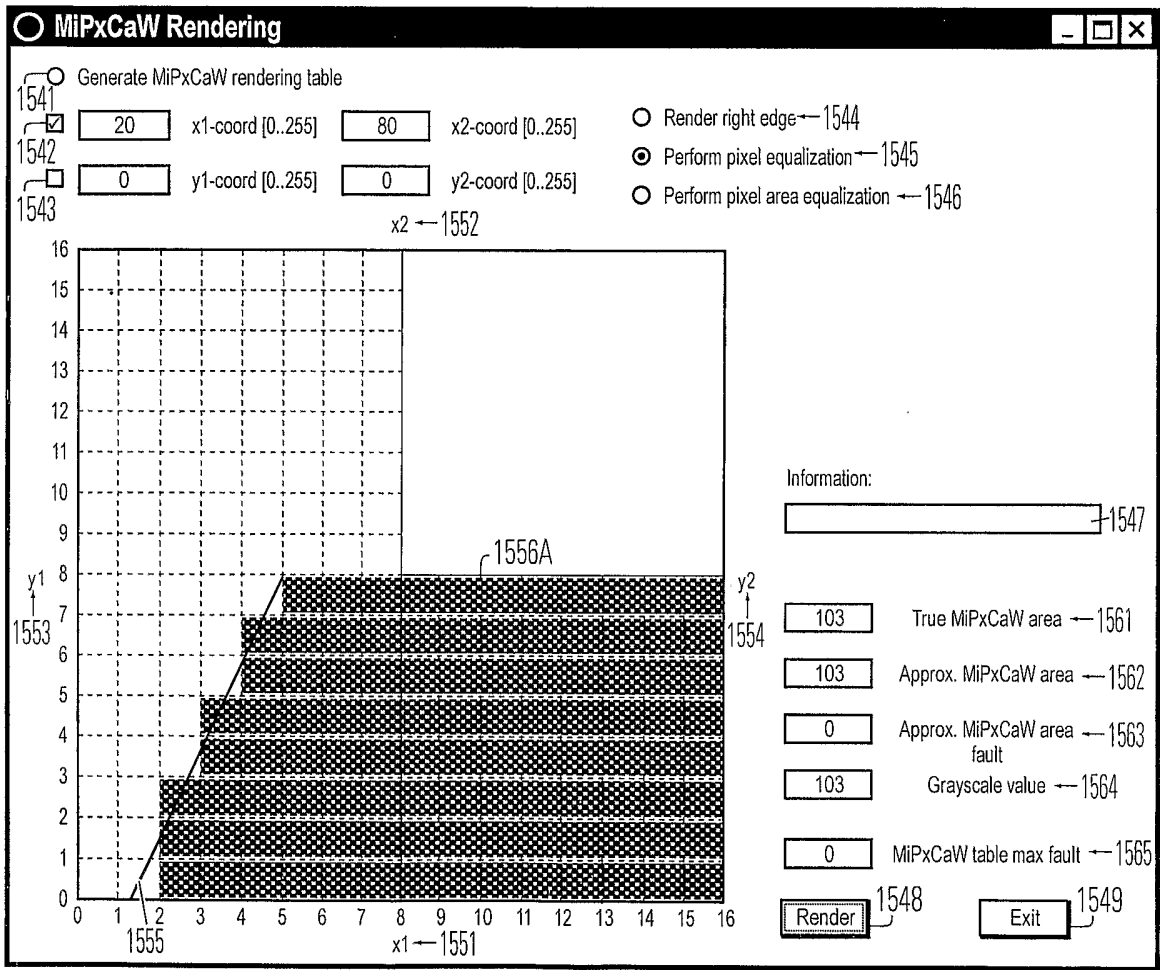 MiPxCaW Rendering
Generate MiPxCaW rendering table
1541
20 x1-coord [0..255] 80 x2-coord [0..255]
1542
0 y1-coord [0..255] 0 y2-coord [0..255]
1543
Render right edge 1544
Perform pixel equalization 1545
Perform pixel area equalization 1546
x2 1552
16
15
14
13
12
11
10
9
8
7
6
5
4
3
2
1
0
y1
1553
1556A
y2
1554
0 1 2 3 4 5 6 7 8 9 10 11 12 13 14 15 16
1555
x1 1551
Information:
1547
103 True MiPxCaW area 1561
103 Approx. MiPxCaW area 1562
0 Approx. MiPxCaW area fault 1563
103 Grayscale value 1564
0 MiPxCaW table max fault 1565
Render 1548
Exit 1549